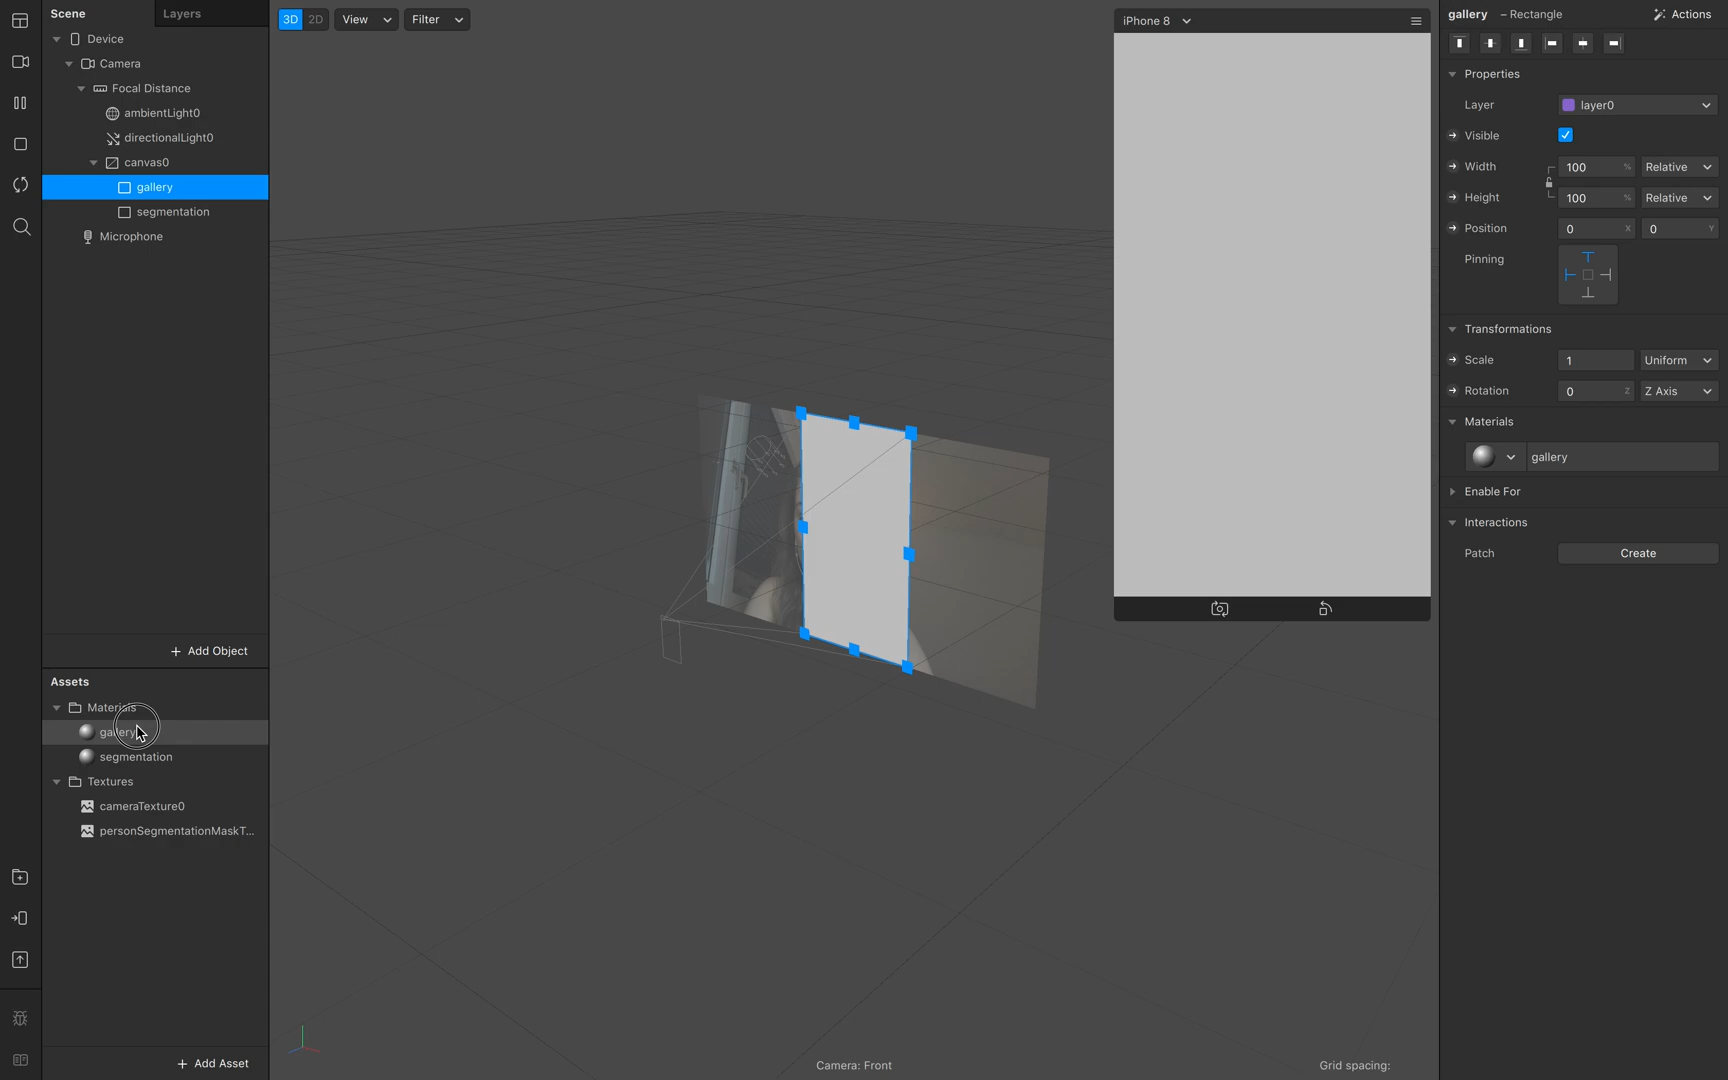 Scene
Layers
Device
Camera
Focal Distance
ambientLight0
directionalLight0
canvas0
gallery
segmentation
Microphone
+ Add Object
Assets
Materials
gallery
segmentation
Textures
cameraTexture0
personSegmentationMaskT...
+ Add Asset
3D 2D View Filter
iPhone 8
Camera: Front
Grid spacing:
gallery – Rectangle
Actions
Properties
Layer layer0
Visible
Width 100 % Relative
Height 100 % Relative
Position 0 X 0 Y
Pinning
Transformations
Scale 1 Uniform
Rotation 0 Z Z Axis
Materials
gallery
Enable For
Interactions
Patch Create